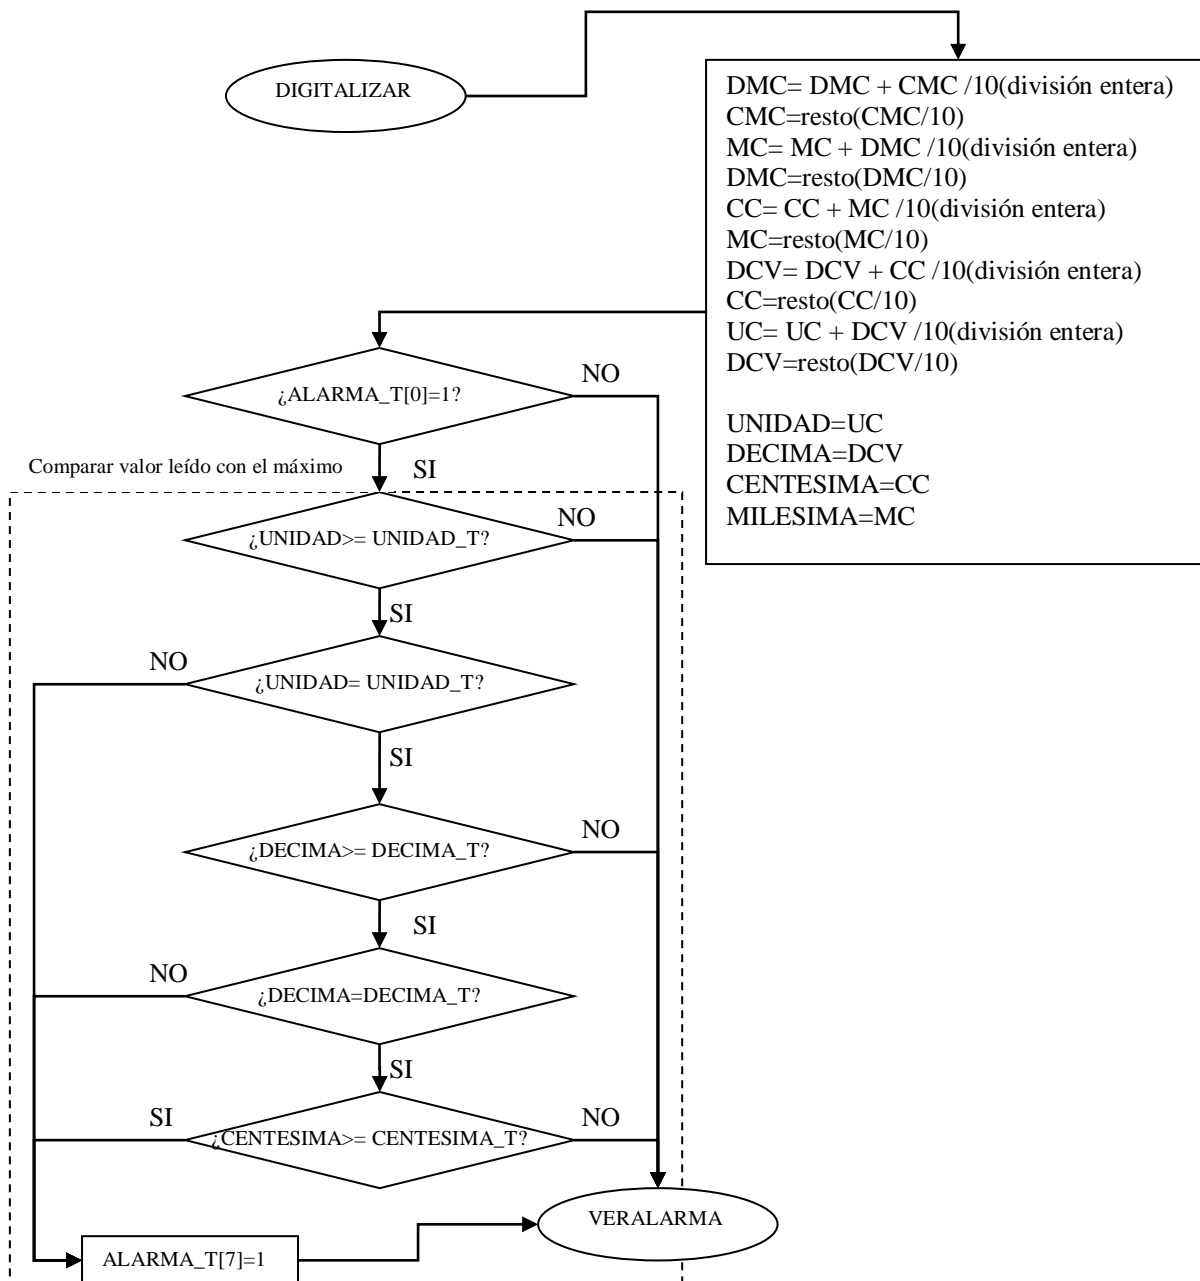 DIGITALIZAR
DMC= DMC + CMC /10(división entera)
CMC=resto(CMC/10)
MC= MC + DMC /10(división entera)
DMC=resto(DMC/10)
CC= CC + MC /10(división entera)
MC=resto(MC/10)
DCV= DCV + CC /10(división entera)
CC=resto(CC/10)
UC= UC + DCV /10(división entera)
DCV=resto(DCV/10)
UNIDAD=UC
DECIMA=DCV
CENTESIMA=CC
MILESIMA=MC
¿ALARMA_T[0]=1?
NO
SI
Comparar valor leído con el máximo
¿UNIDAD>= UNIDAD_T?
NO
SI
¿UNIDAD= UNIDAD_T?
NO
SI
¿DECIMA>= DECIMA_T?
NO
SI
¿DECIMA=DECIMA_T?
NO
SI
¿CENTESIMA>= CENTESIMA_T?
SI
NO
VERALARMA
ALARMA_T[7]=1